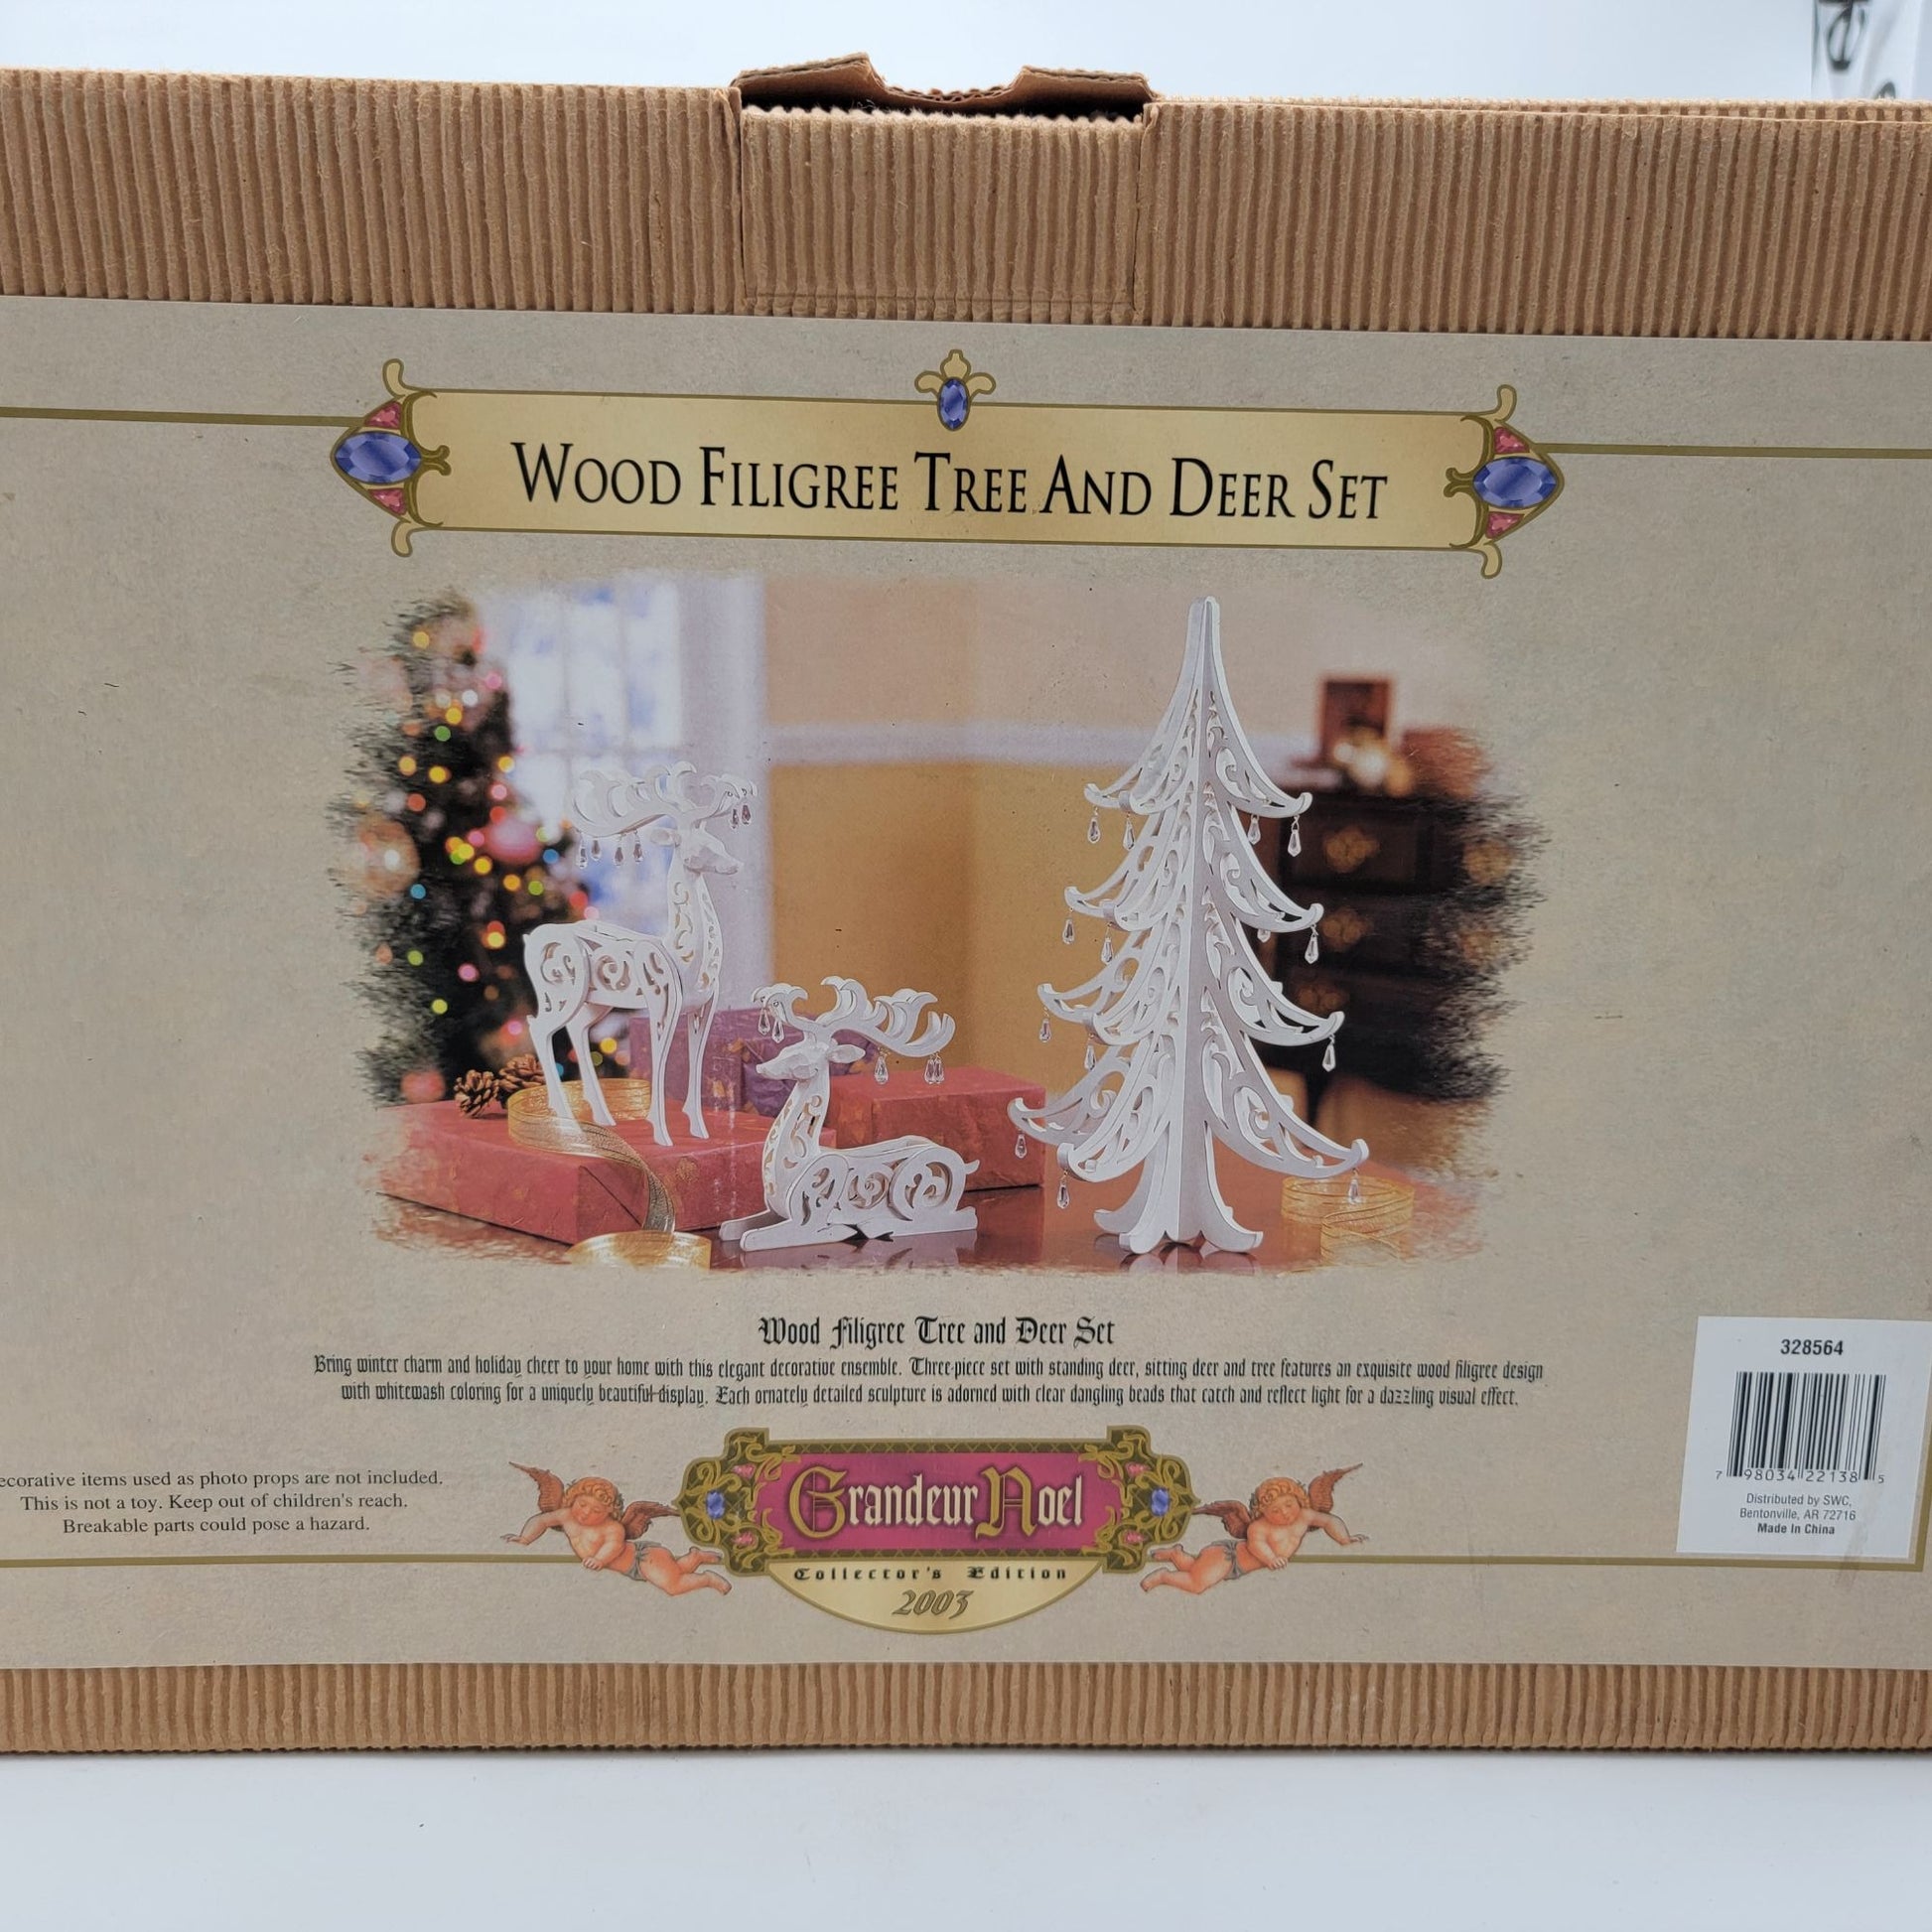 WOOD FILIGREE TREE AND DEER SET
Wood Filigree Tree and Deer Set
Bring winter charm and holiday cheer to your home with this elegant decorative ensemble. Three-piece set with standing deer, sitting deer and tree features an exquisite wood filigree design
with whitewash coloring for a uniquely beautiful display. Each ornately detailed sculpture is adorned with clear dangling beads that catch and reflect light for a dazzling visual effect.
ecorative items used as photo props are not included.
This is not a toy. Keep out of children's reach.
Breakable parts could pose a hazard.
Grandeur Noel
Collector's Edition
2003
328564
7 98034 22138 5
Distributed by SWC,
Bentonville, AR 72716
Made In China